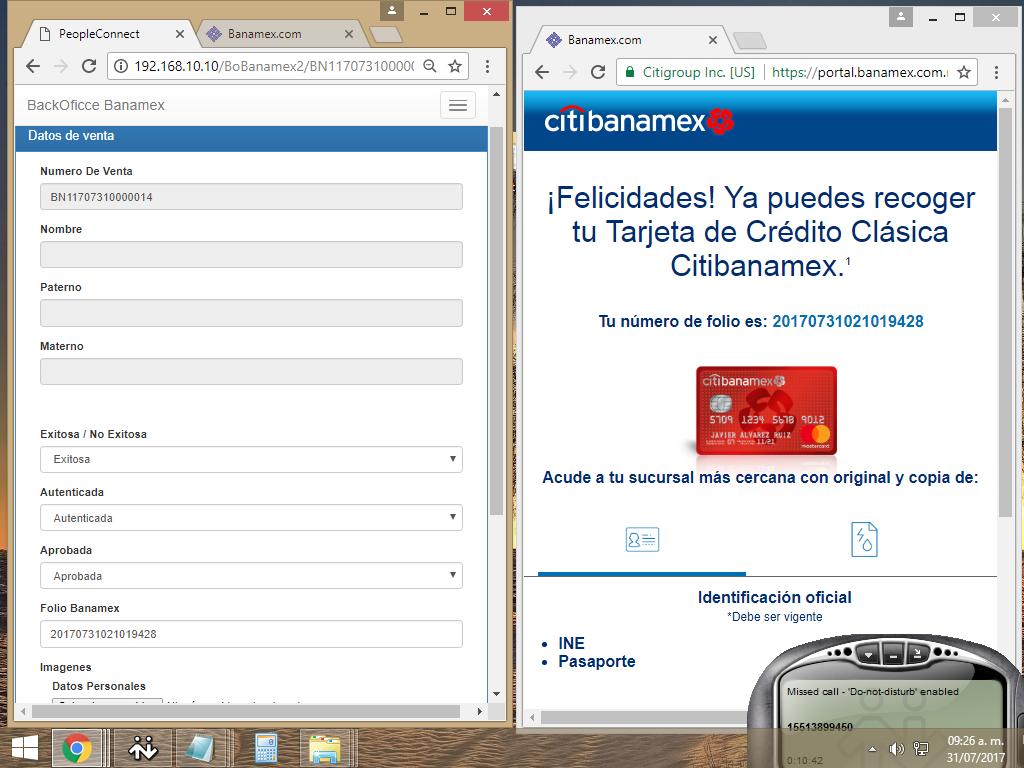 PeopleConnect
Banamex.com
192.168.10.10/BoBanamex2/BN1170731000
BackOficce Banamex
Datos de venta
Numero De Venta
BN11707310000014
Nombre
Paterno
Materno
Exitosa / No Exitosa
Exitosa
Autenticada
Autenticada
Aprobada
Aprobada
Folio Banamex
20170731021019428
Imagenes
Datos Personales
Banamex.com
Citigroup Inc. [US]
https://portal.banamex.com.
citibanamex
¡Felicidades! Ya puedes recoger
tu Tarjeta de Crédito Clásica
Citibanamex.1
Tu número de folio es: 20170731021019428
citibanamex
5709 1234 5678 9012
JAVIER ALVAREZ RUIZ
07 11/21
mastercard
Acude a tu sucursal más cercana con original y copia de:
Identificación oficial
*Debe ser vigente
• INE
• Pasaporte
Missed call - 'Do-not-disturb' enabled
15513899450
0:10:42
09:26 a. m.
31/07/2017